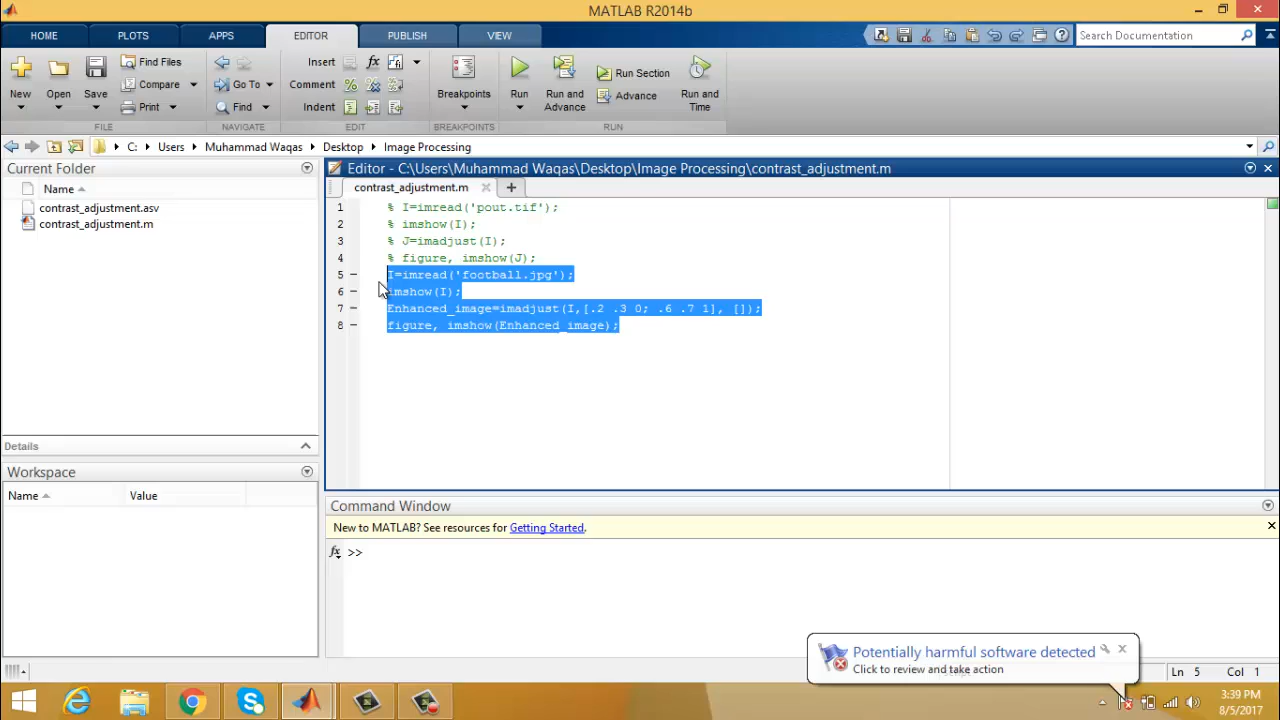 MATLAB R2014b
HOME PLOTS APPS EDITOR PUBLISH VIEW
Search Documentation
New Open Save
Find Files
Compare
Print
FILE
Go To
Find
NAVIGATE
Insert fx
Comment
Indent
EDIT
Breakpoints
BREAKPOINTS
Run Run and Advance
Run Section
Advance
Run and Time
RUN
C: Users Muhammad Waqas Desktop Image Processing
Current Folder
Name
contrast_adjustment.asv
contrast_adjustment.m
Details
Workspace
Name Value
Editor - C:\Users\Muhammad Waqas\Desktop\Image Processing\contrast_adjustment.m
contrast_adjustment.m
1 % I=imread('pout.tif');
2 % imshow(I);
3 % J=imadjust(I);
4 % figure, imshow(J);
5 – I=imread('football.jpg');
6 – imshow(I);
7 – Enhanced_image=imadjust(I,[.2 .3 0; .6 .7 1], []);
8 – figure, imshow(Enhanced_image);
Command Window
New to MATLAB? See resources for Getting Started.
fx >>
Potentially harmful software detected
Click to review and take action
Ln 5 Col 1
3:39 PM
8/5/2017